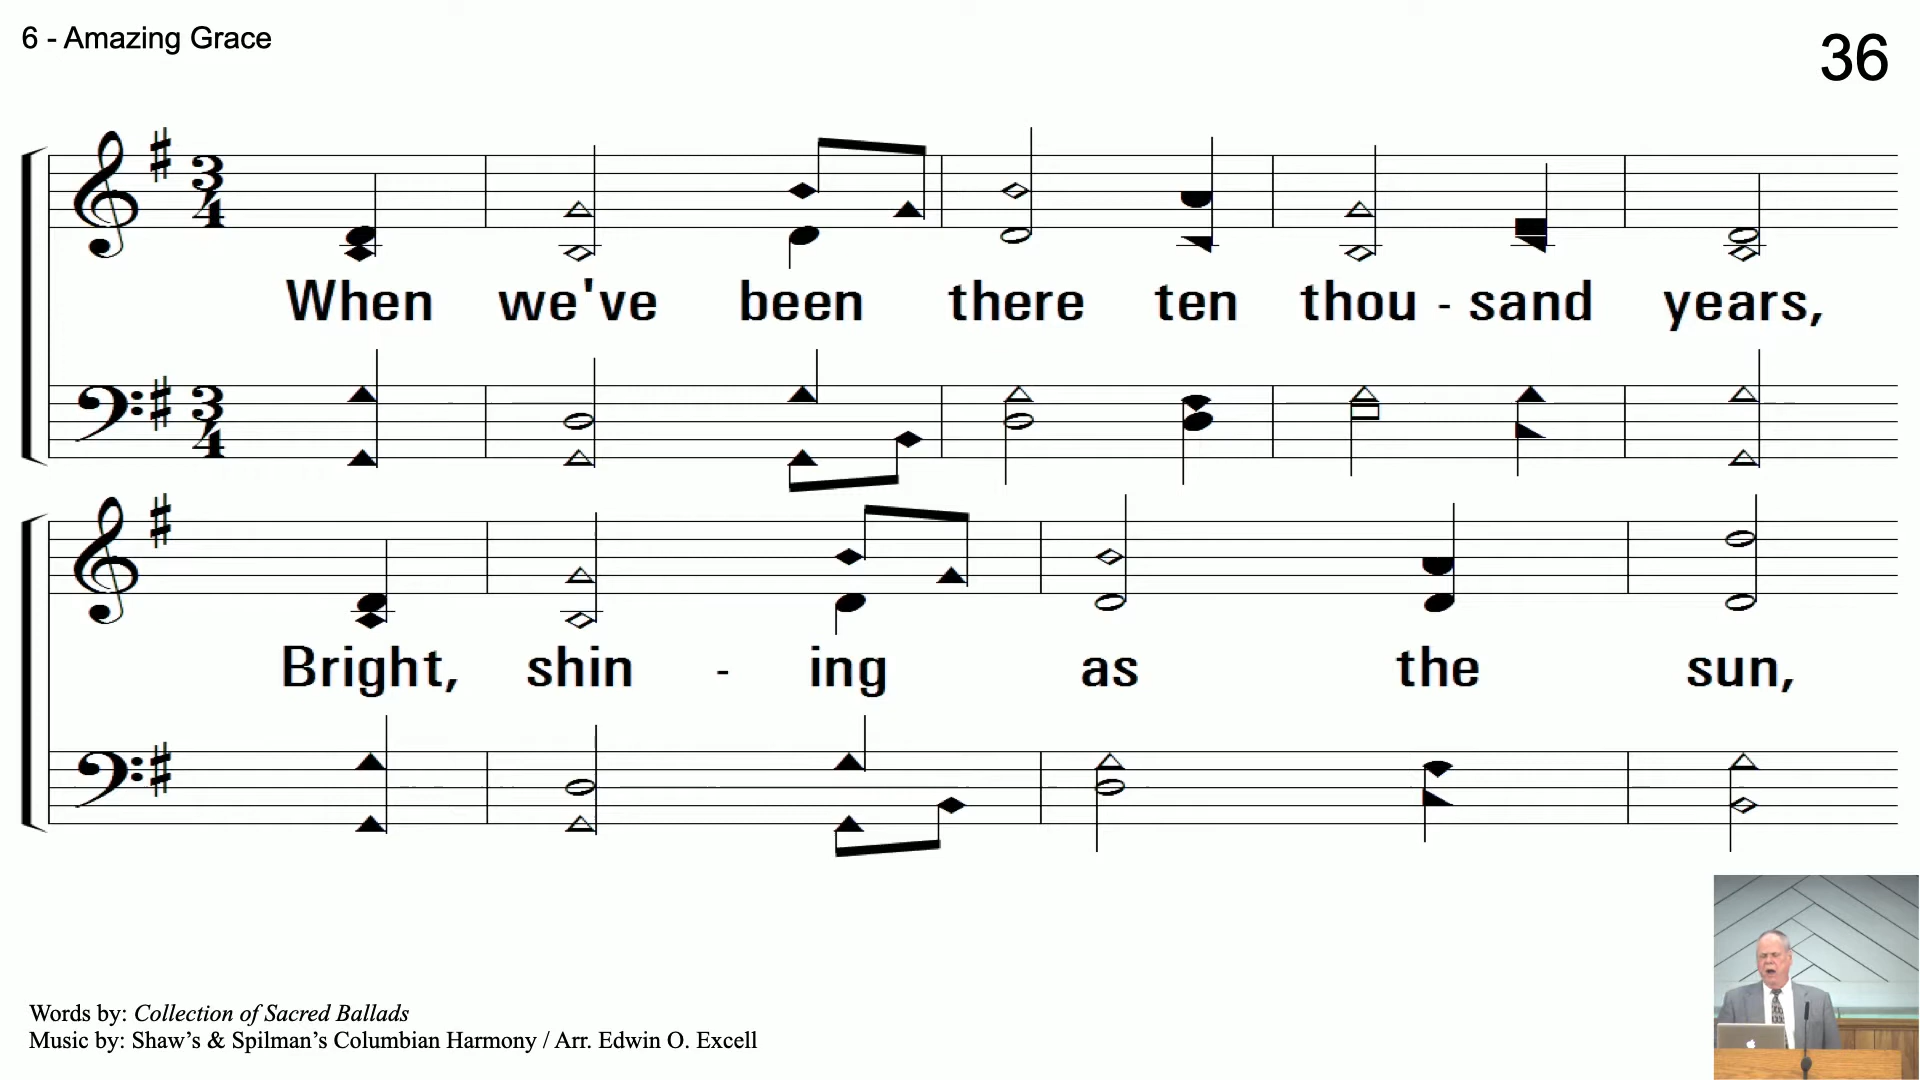 6 - Amazing Grace
36
When we've been there ten thou - sand years,
Bright, shin - ing as the sun,
Words by: Collection of Sacred Ballads
Music by: Shaw’s & Spilman’s Columbian Harmony / Arr. Edwin O. Excell